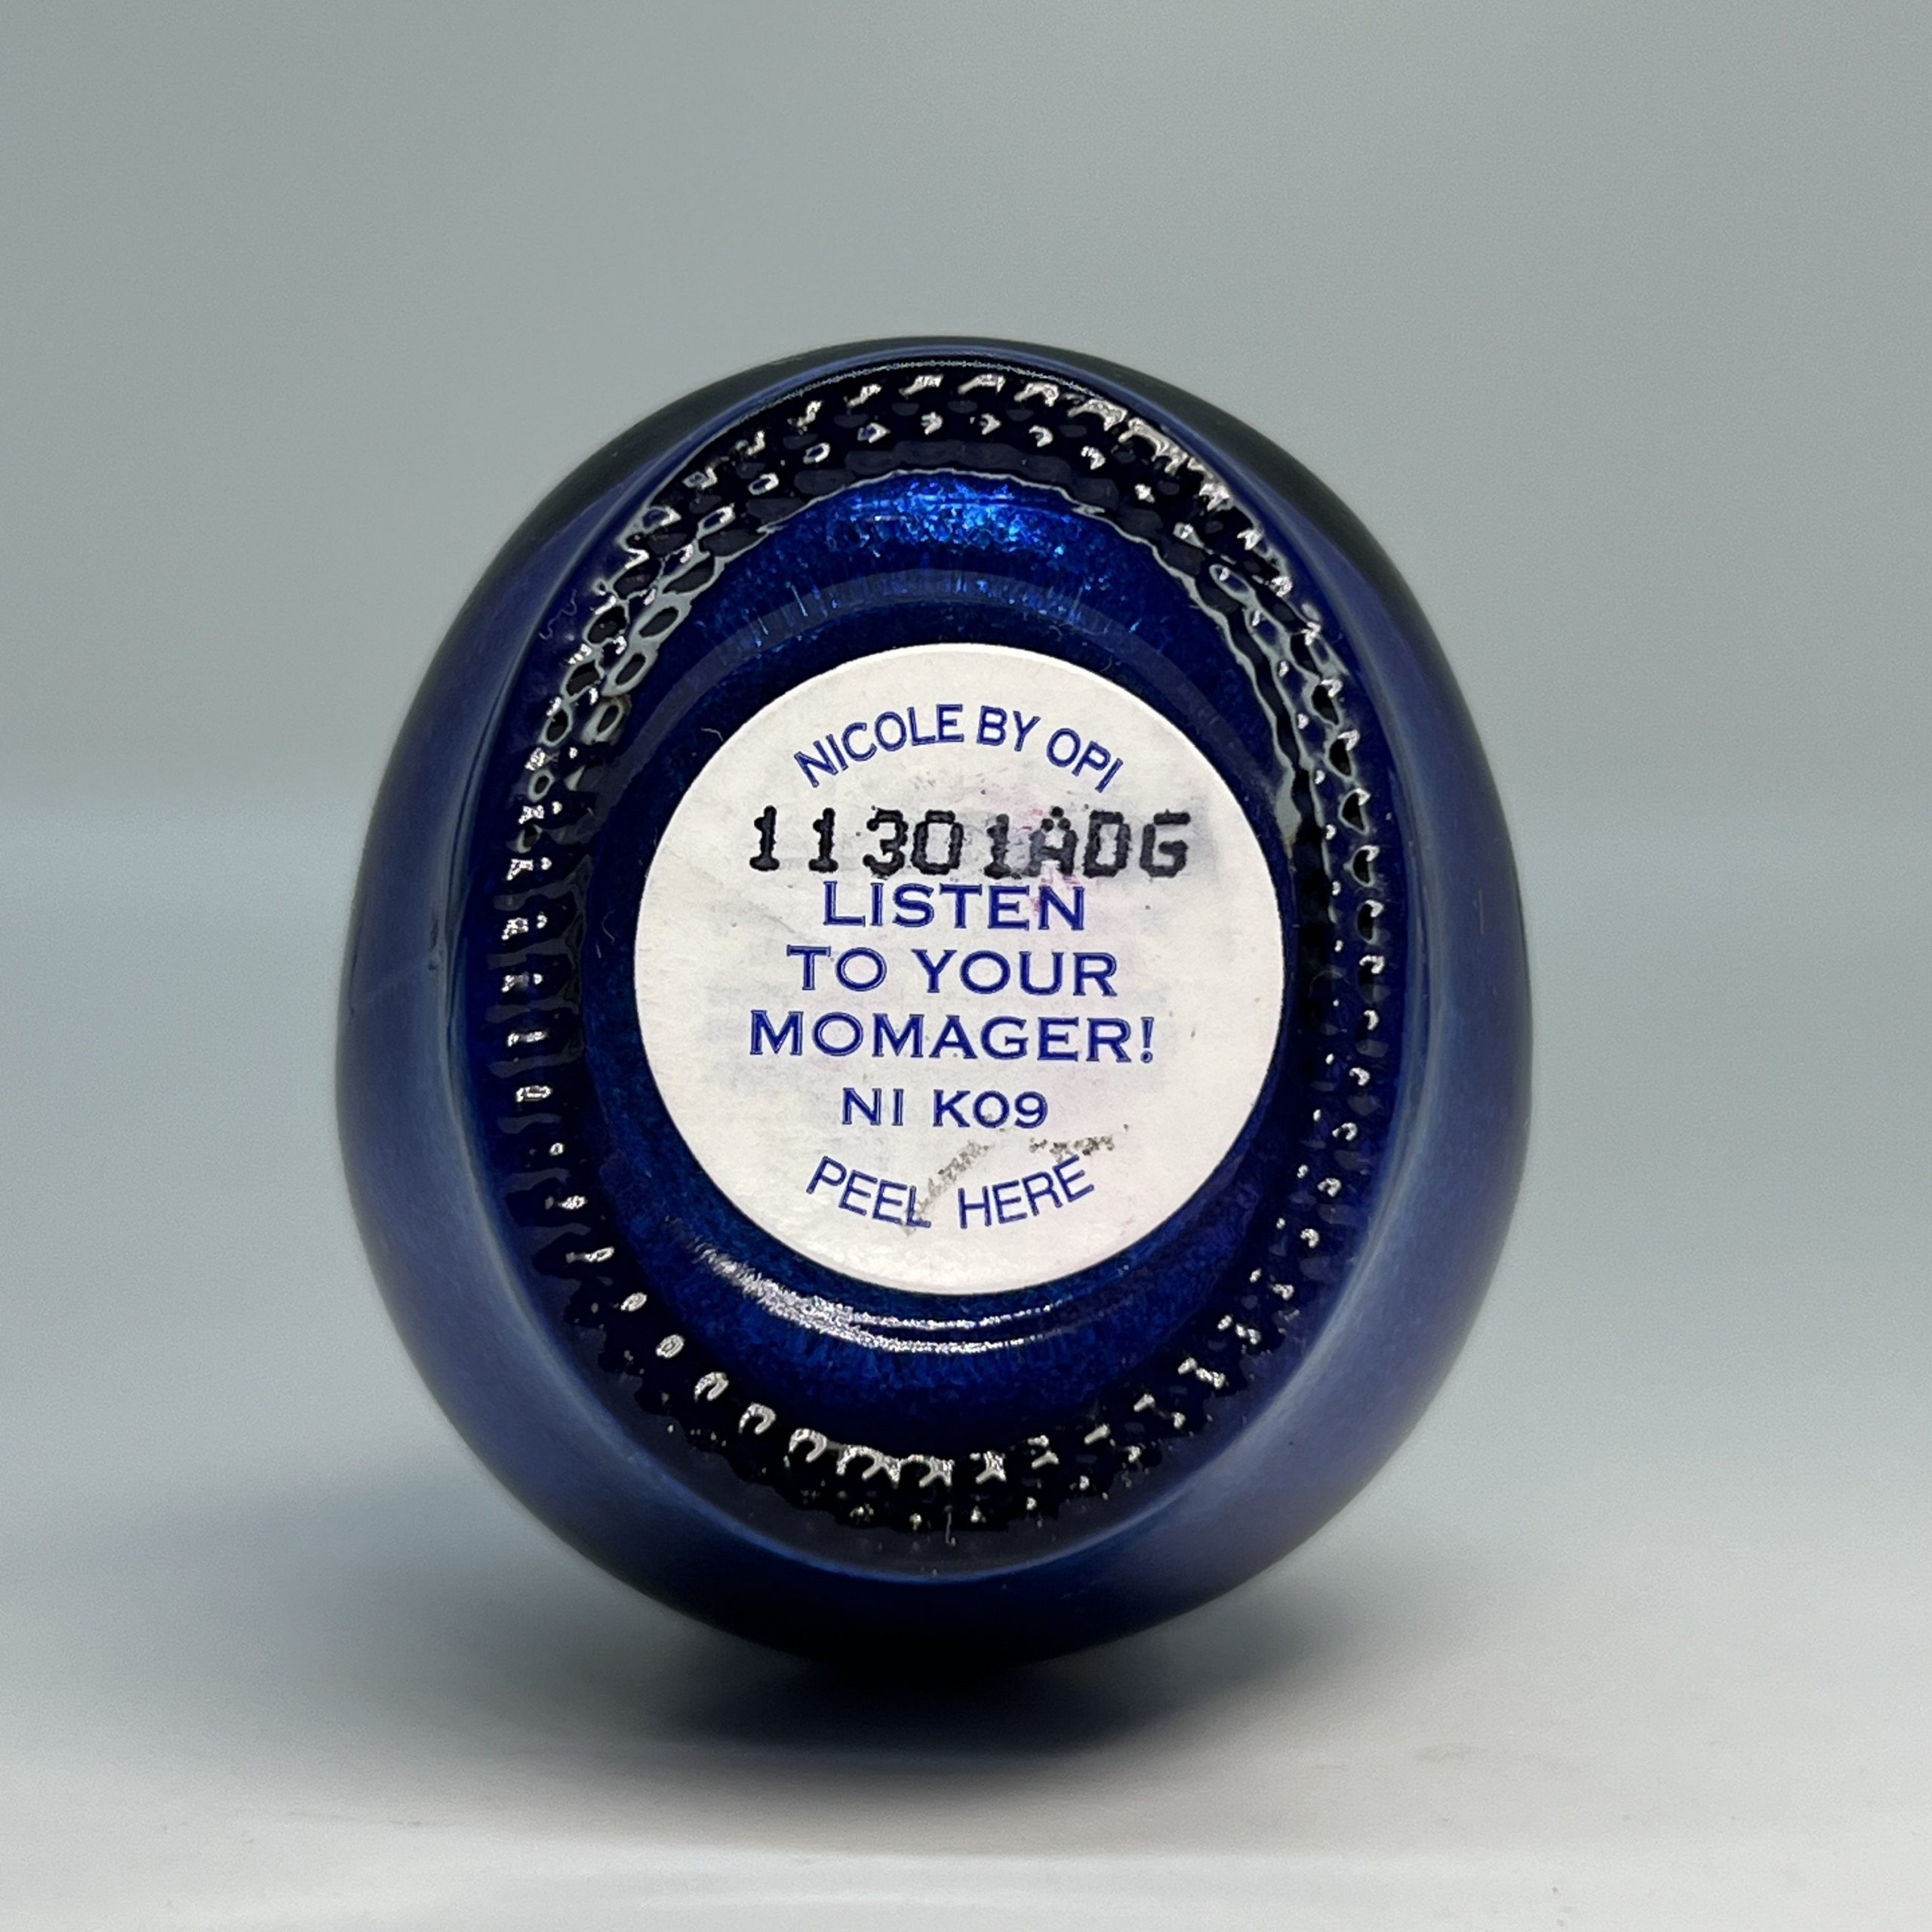 NICOLE BY OPI
11301ADG
LISTEN
TO YOUR
MOMAGER!
NI K09
PEEL HERE